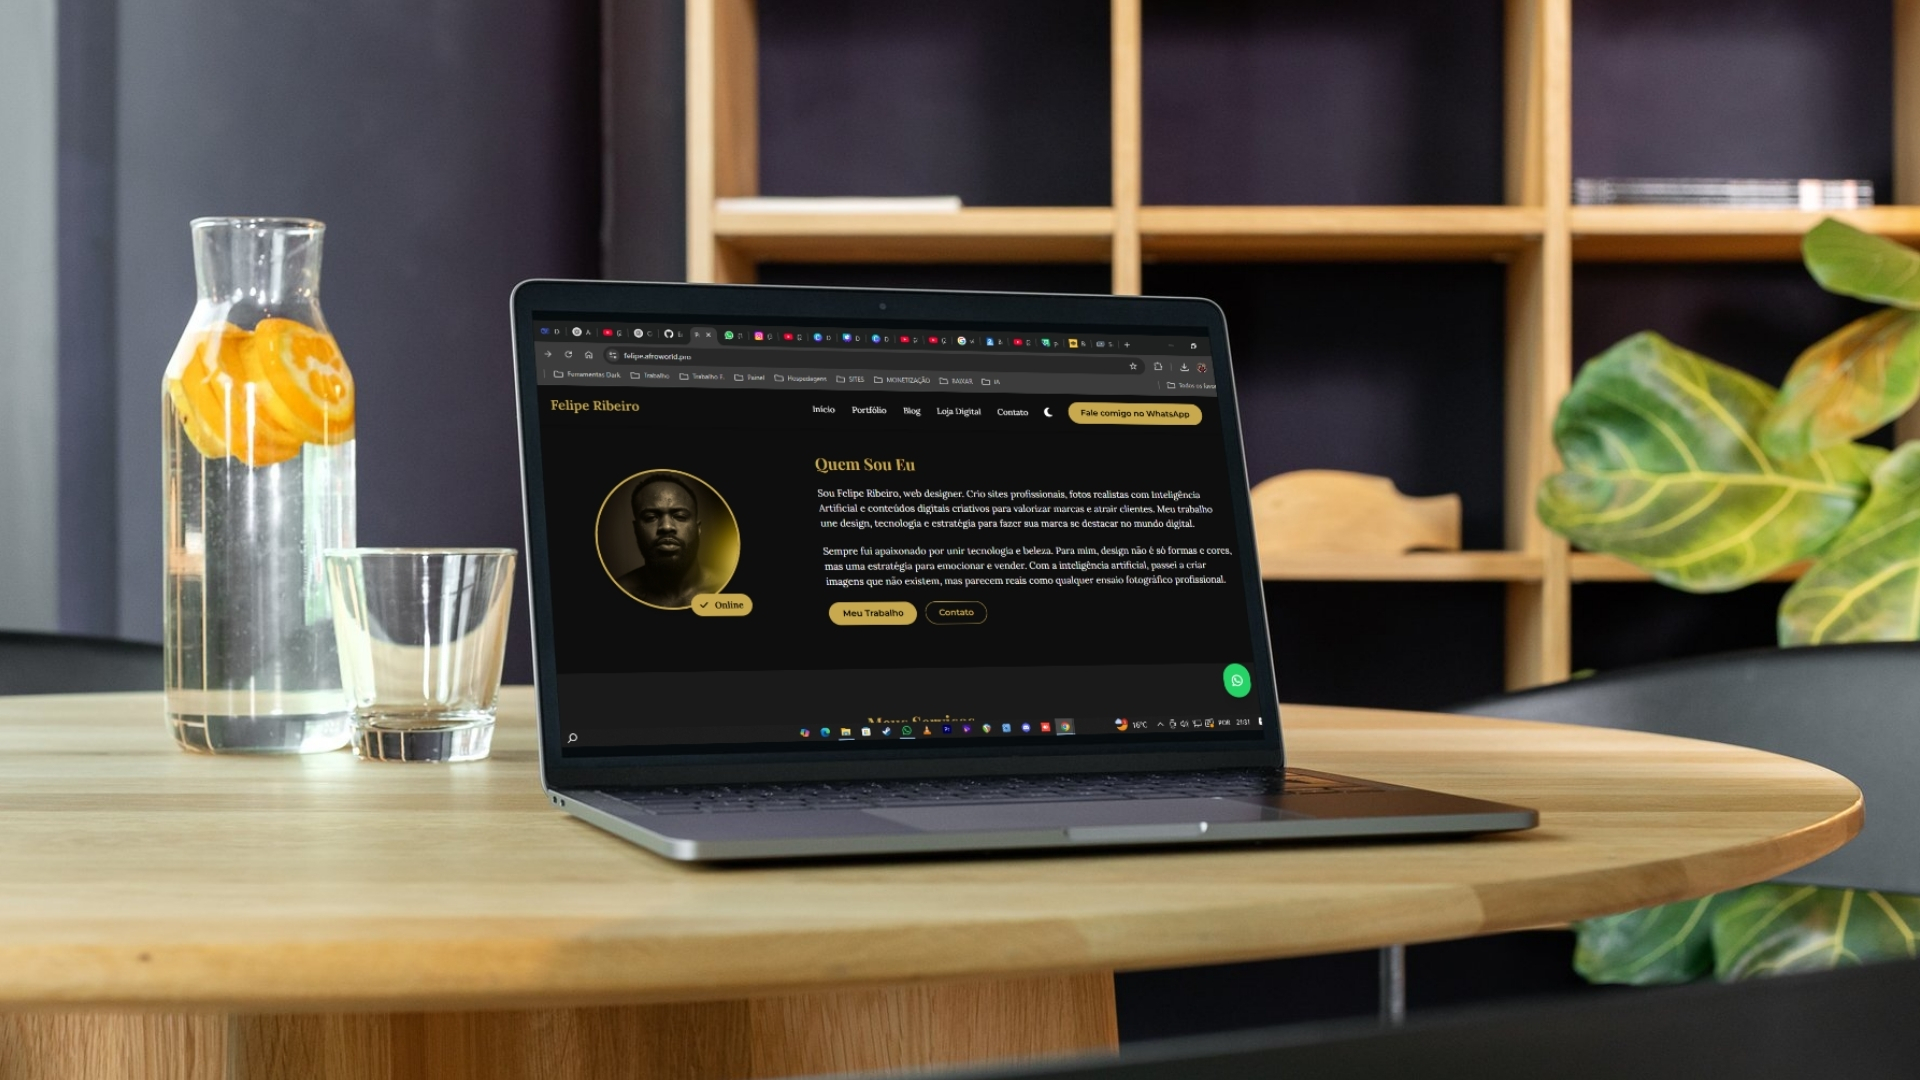 felipe.afroworld.pro
Ferramentas Dark
Trabalho
Trabalho E.
Painel
Hospedagem
SITES
MONETIZAÇÃO
BAIXAR
IA
Todos os favor
Felipe Ribeiro
Início
Portfólio
Blog
Loja Digital
Contato
Fale comigo no WhatsApp
Quem Sou Eu
Sou Felipe Ribeiro, web designer. Crio sites profissionais, fotos realistas com Inteligência
Artificial e conteúdos digitais criativos para valorizar marcas e atrair clientes. Meu trabalho
une design, tecnologia e estratégia para fazer sua marca se destacar no mundo digital.
Sempre fui apaixonado por unir tecnologia e beleza. Para mim, design não é só formas e cores,
mas uma estratégia para emocionar e vender. Com a inteligência artificial, passei a criar
imagens que não existem, mas parecem reais como qualquer ensaio fotográfico profissional.
Online
Meu Trabalho
Contato
16°C
POR
21:31